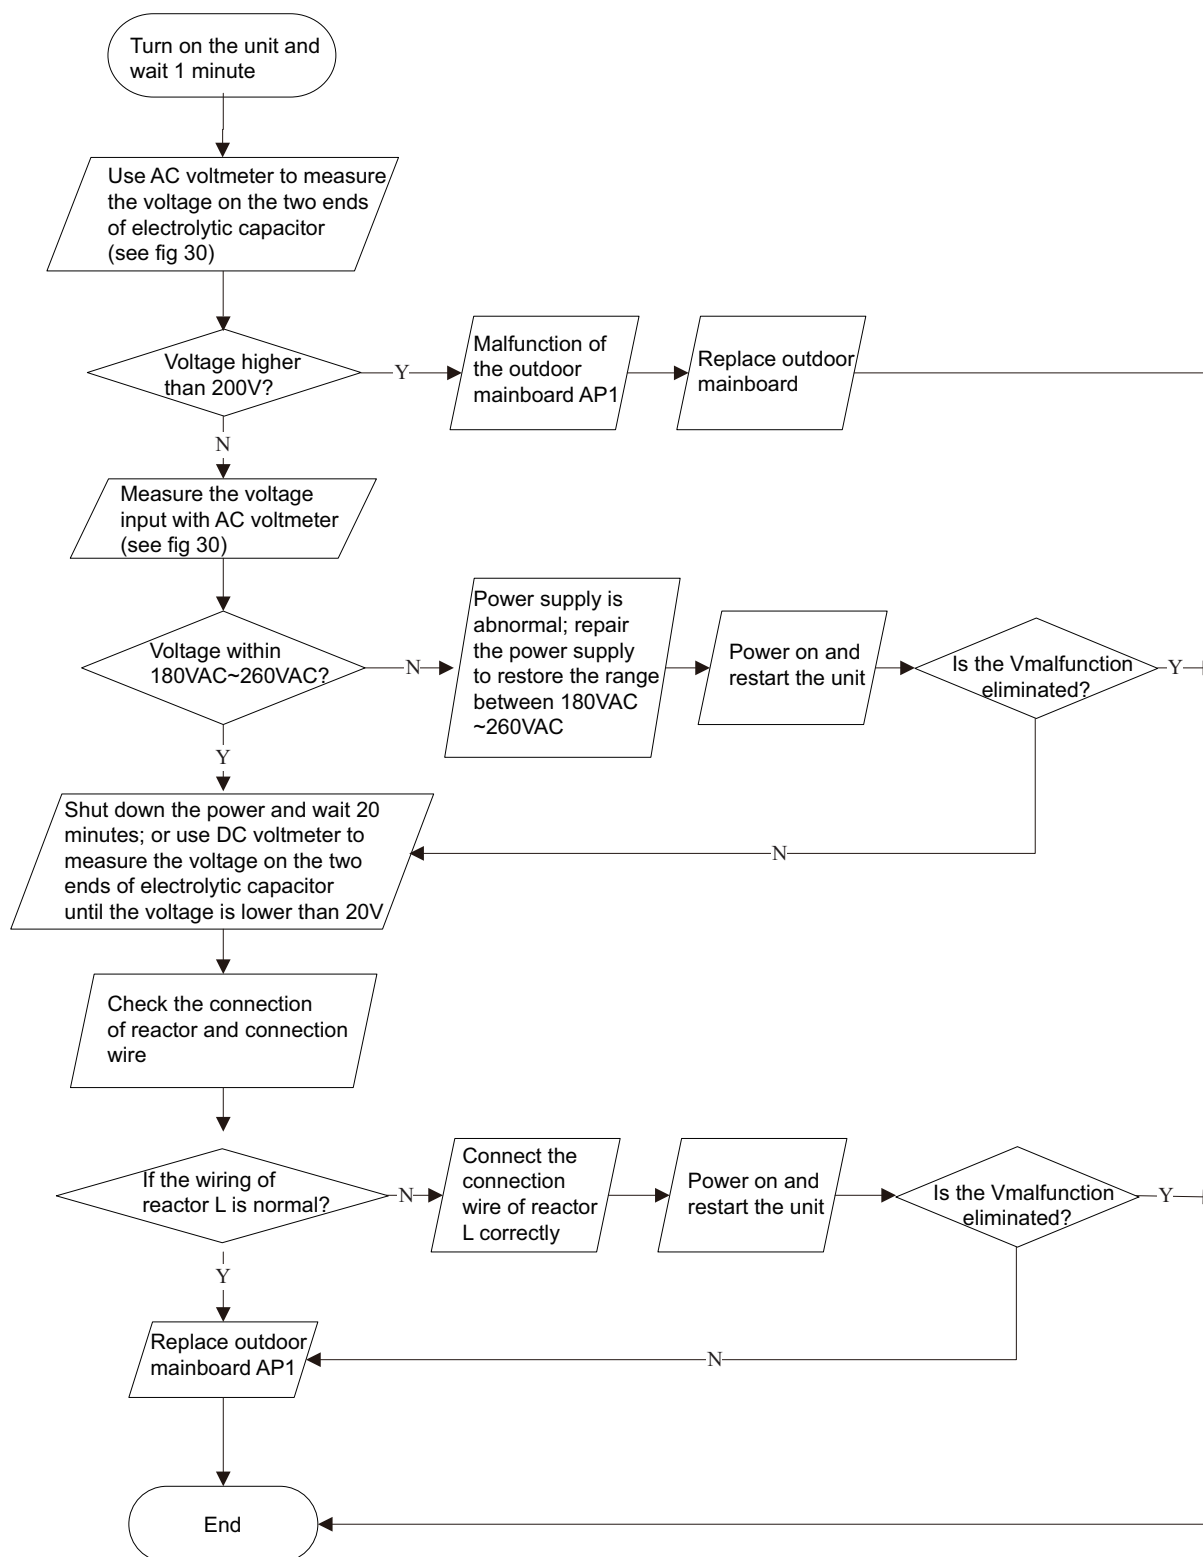 Turn on the unit and
wait 1 minute
Use AC voltmeter to measure
the voltage on the two ends
of electrolytic capacitor
(see fig 30)
Voltage higher
than 200V?
Y
Malfunction of
the outdoor
mainboard AP1
Replace outdoor
mainboard
N
Measure the voltage
input with AC voltmeter
(see fig 30)
Voltage within
180VAC~260VAC?
N
Power supply is
abnormal; repair
the power supply
to restore the range
between 180VAC
~260VAC
Power on and
restart the unit
Is the Vmalfunction
eliminated?
Y
Y
N
Shut down the power and wait 20
minutes; or use DC voltmeter to
measure the voltage on the two
ends of electrolytic capacitor
until the voltage is lower than 20V
Check the connection
of reactor and connection
wire
If the wiring of
reactor L is normal?
N
Connect the
connection
wire of reactor
L correctly
Power on and
restart the unit
Is the Vmalfunction
eliminated?
Y
Y
N
Replace outdoor
mainboard AP1
End